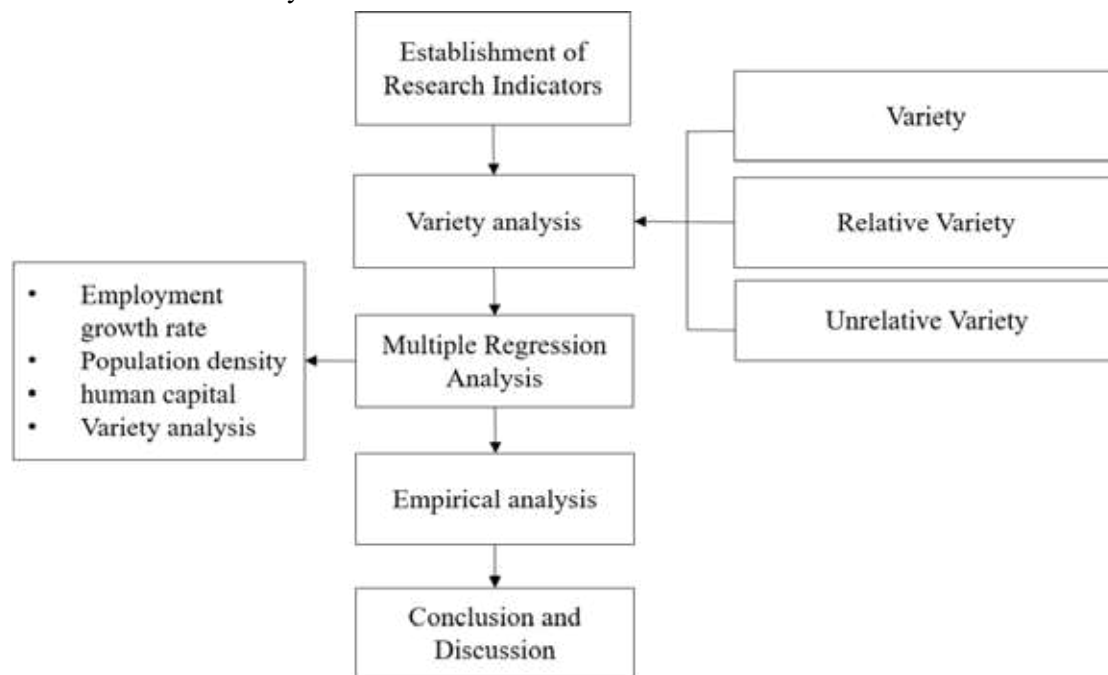 Establishment of
Research Indicators
Variety
Variety analysis
Relative Variety
Unrelative Variety
• Employment
growth rate
• Population density
• human capital
• Variety analysis
Multiple Regression
Analysis
Empirical analysis
Conclusion and
Discussion